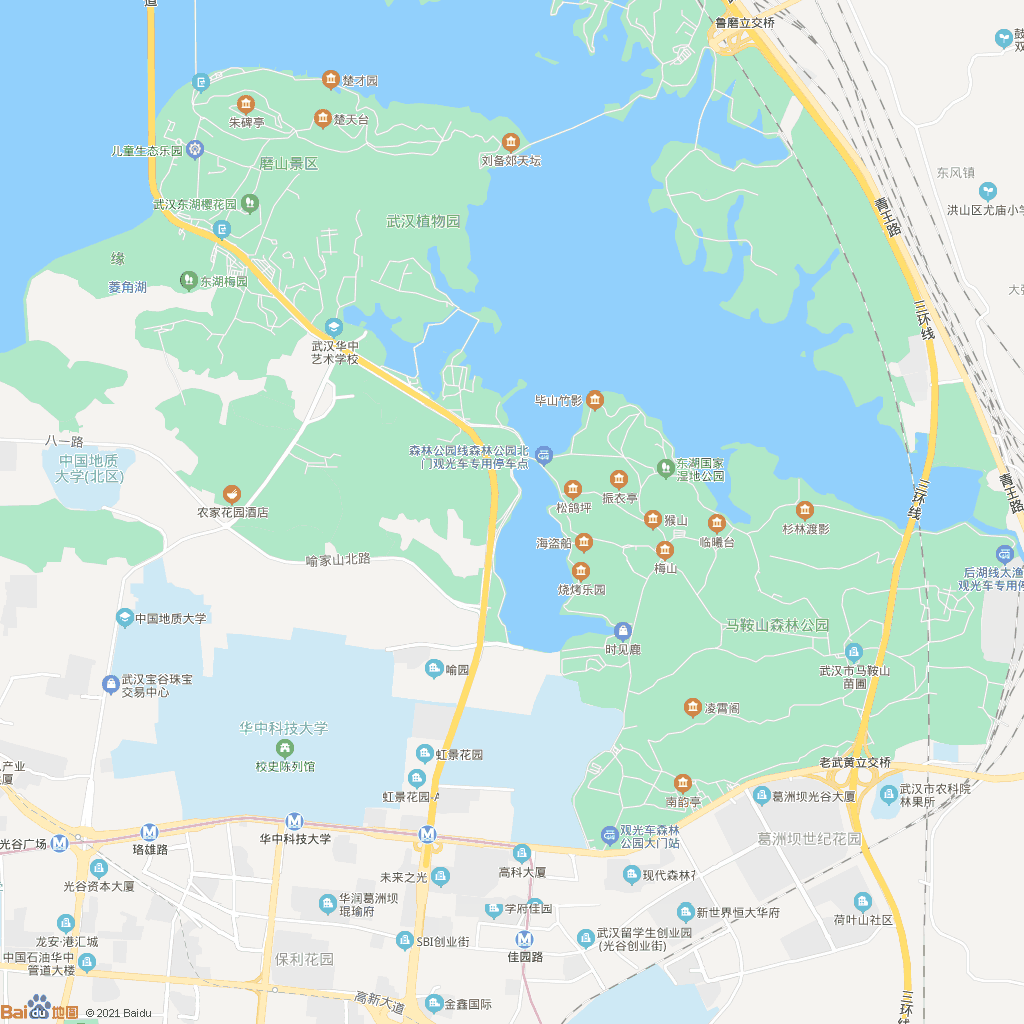 道
鲁磨立交桥
鼓
双
楚才园
朱碑亭
楚天台
儿童生态乐园
磨山景区
刘备郊天坛
东风镇
武汉东湖樱花园
武汉植物园
青王路
洪山区尤庙小学
缘
菱角湖
东湖梅园
三环线
武汉华中
艺术学校
毕山竹影
八一路
中国地质
大学(北区)
森林公园线森林公园北
门观光车专用停车点
东湖国家
湿地公园
青王路
三环线
农家花园酒店
松鸽坪
振衣亭
猴山
临曦台
杉林渡影
海盗船
梅山
喻家山北路
烧烤乐园
后湖线太渔
观光车专用停
中国地质大学
马鞍山森林公园
时见鹿
喻园
武汉市马鞍山
苗圃
武汉宝谷珠宝
交易中心
凌霄阁
华中科技大学
校史陈列馆
虹景花园
老武黄立交桥
产业
厦
虹景花园-A
南韵亭
葛洲坝光谷大厦
武汉市农科院
林果所
光谷广场
珞雄路
华中科技大学
观光车森林
公园大门站
葛洲坝世纪花园
光谷资本大厦
未来之光
高科大厦
现代森林花
华润葛洲坝
琨瑜府
学府佳园
新世界恒大华府
荷叶山社区
龙安·港汇城
SBI创业街
武汉留学生创业园
(光谷创业街)
中国石油华中
管道大楼
保利花园
佳园路
高新大道
金鑫国际
三环线
Baidu地图
© 2021 Baidu